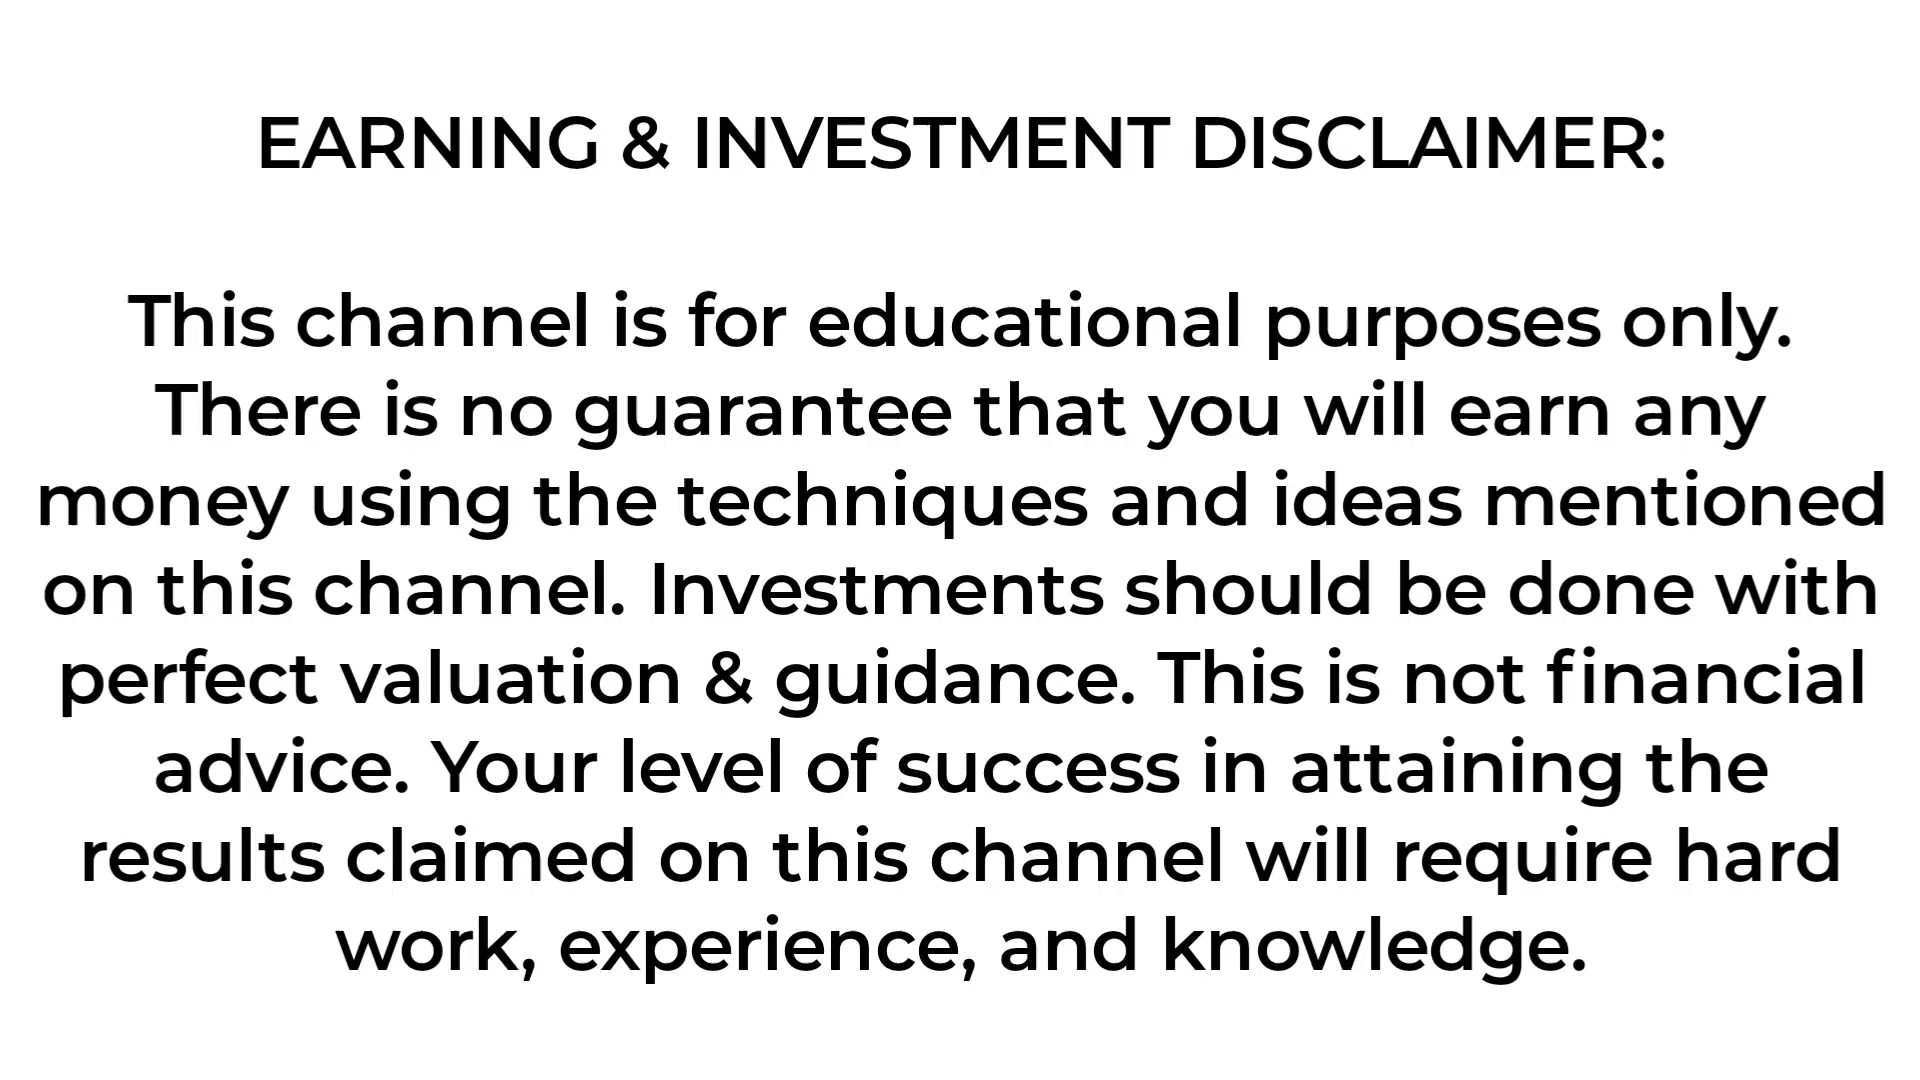 EARNING & INVESTMENT DISCLAIMER:
This channel is for educational purposes only.
There is no guarantee that you will earn any
money using the techniques and ideas mentioned
on this channel. Investments should be done with
perfect valuation & guidance. This is not financial
advice. Your level of success in attaining the
results claimed on this channel will require hard
work, experience, and knowledge.